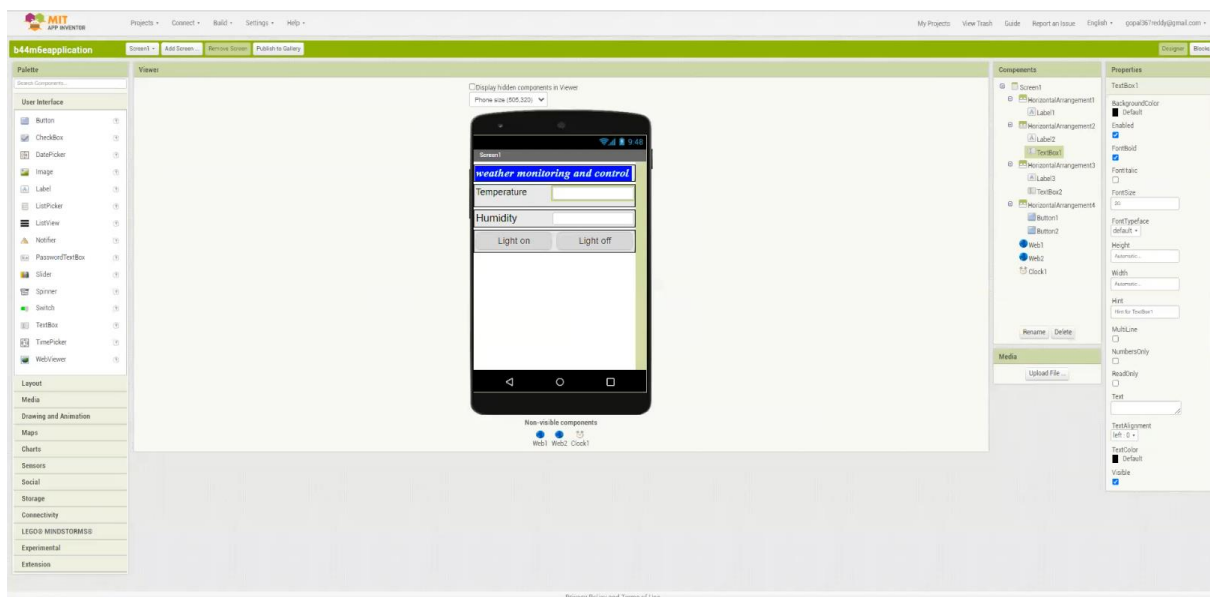 MIT
APP INVENTOR
Projects Connect Build Settings Help
My Projects View Trash Guide Report an Issue English gopal367reddy@gmail.com
b44m6eapplication
Screen1 Add Screen ... Remove Screen Publish to Gallery
Designer Blocks
Palette
Search Components...
User Interface
Button
CheckBox
DatePicker
Image
Label
ListPicker
ListView
Notifier
PasswordTextBox
Slider
Spinner
Switch
TextBox
TimePicker
WebViewer
Layout
Media
Drawing and Animation
Maps
Charts
Sensors
Social
Storage
Connectivity
LEGO® MINDSTORMS®
Experimental
Extension
Viewer
Display hidden components in Viewer
Phone size (505,320)
9:48
Screen1
weather monitoring and control
Temperature
Humidity
Light on Light off
Non-visible components
Web1 Web2 Clock1
Components
Screen1
HorizontalArrangement1
Label1
HorizontalArrangement2
Label2
TextBox1
HorizontalArrangement3
Label3
TextBox2
HorizontalArrangement4
Button1
Button2
Web1
Web2
Clock1
Rename Delete
Media
Upload File ...
Properties
TextBox1
BackgroundColor
Default
Enabled
FontBold
FontItalic
FontSize
FontTypeface
default
Height
Automatic...
Width
Automatic...
Hint
Hint for TextBox1
MultiLine
NumbersOnly
ReadOnly
Text
TextAlignment
left : 0
TextColor
Default
Visible
Privacy Policy and Terms of Use